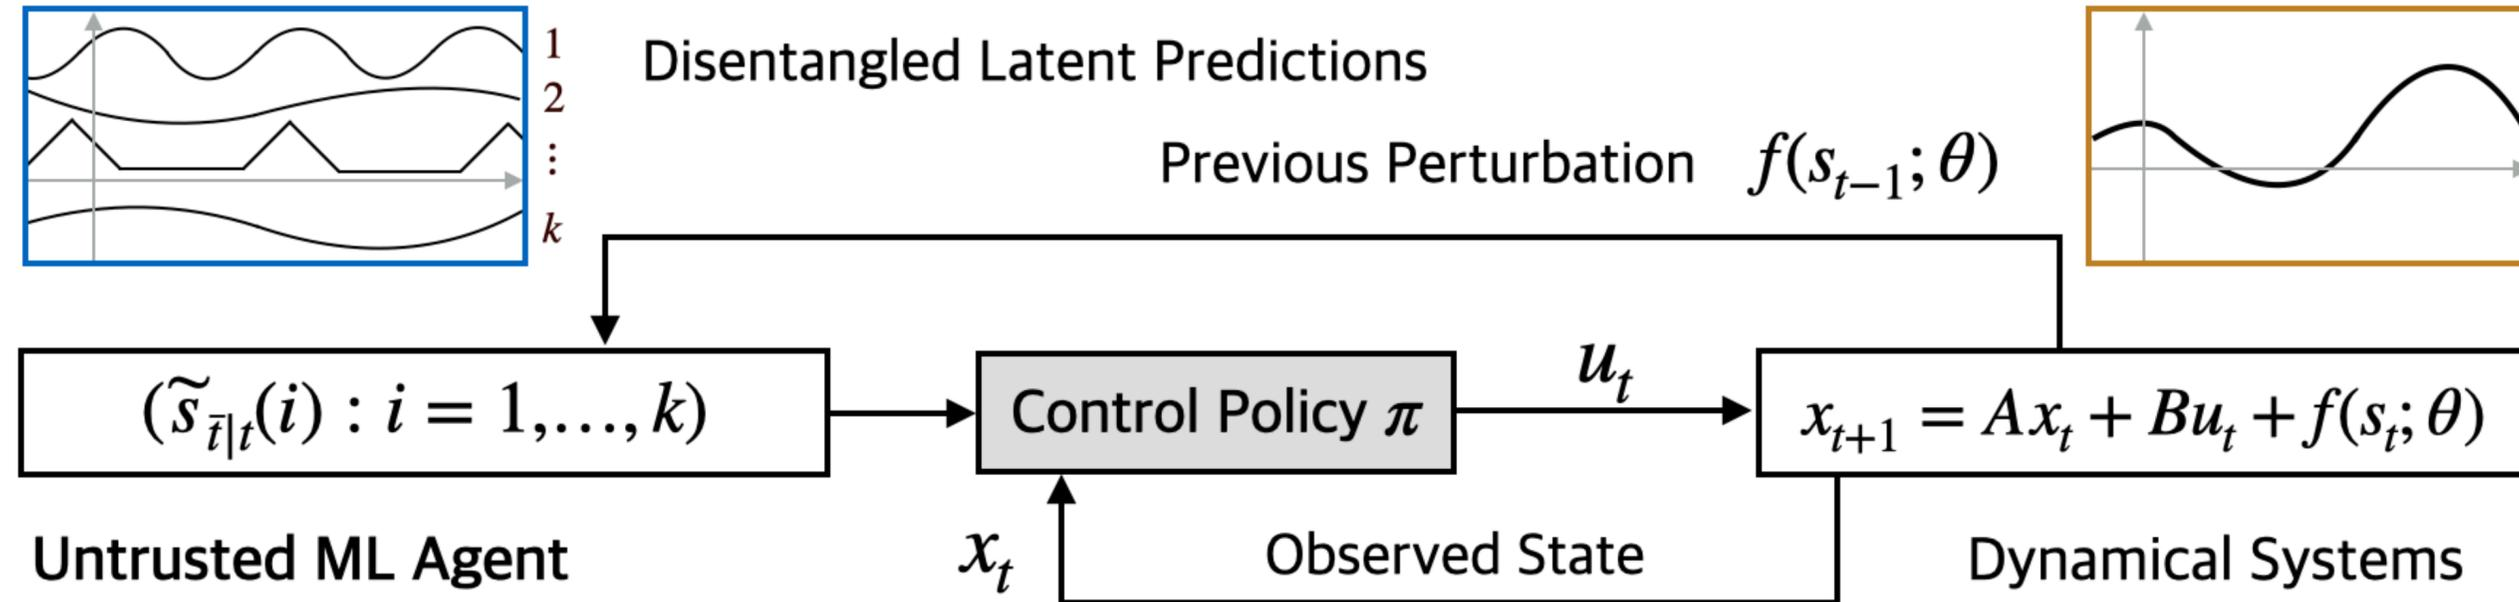 1
2
⋮
k
Disentangled Latent Predictions
Previous Perturbation f(s_{t−1}; θ)
(s̃_{t̄|t}(i) : i = 1,…, k)
Control Policy π
u_t
x_{t+1} = Ax_t + Bu_t + f(s_t; θ)
Untrusted ML Agent
x_t
Observed State
Dynamical Systems